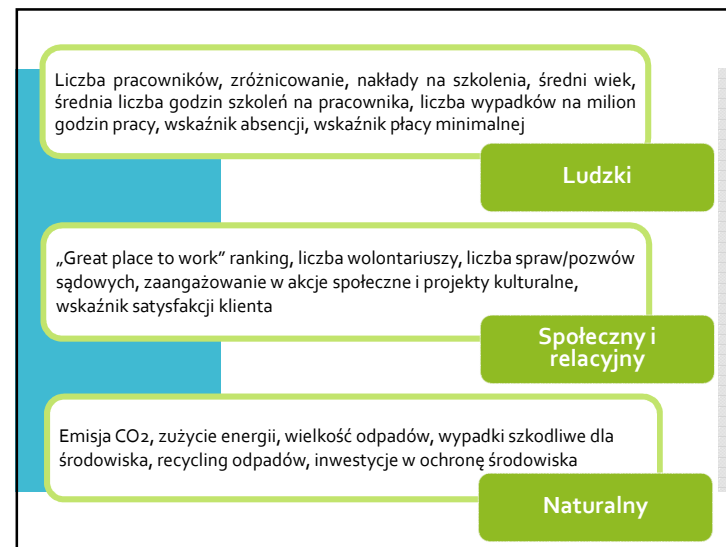 Liczba pracowników, zróżnicowanie, nakłady na szkolenia, średni wiek,
średnia liczba godzin szkoleń na pracownika, liczba wypadków na milion
godzin pracy, wskaźnik absencji, wskaźnik płacy minimalnej
Ludzki
„Great place to work” ranking, liczba wolontariuszy, liczba spraw/pozwów
sądowych, zaangażowanie w akcje społeczne i projekty kulturalne,
wskaźnik satysfakcji klienta
Społeczny i
relacyjny
Emisja CO2, zużycie energii, wielkość odpadów, wypadki szkodliwe dla
środowiska, recycling odpadów, inwestycje w ochronę środowiska
Naturalny